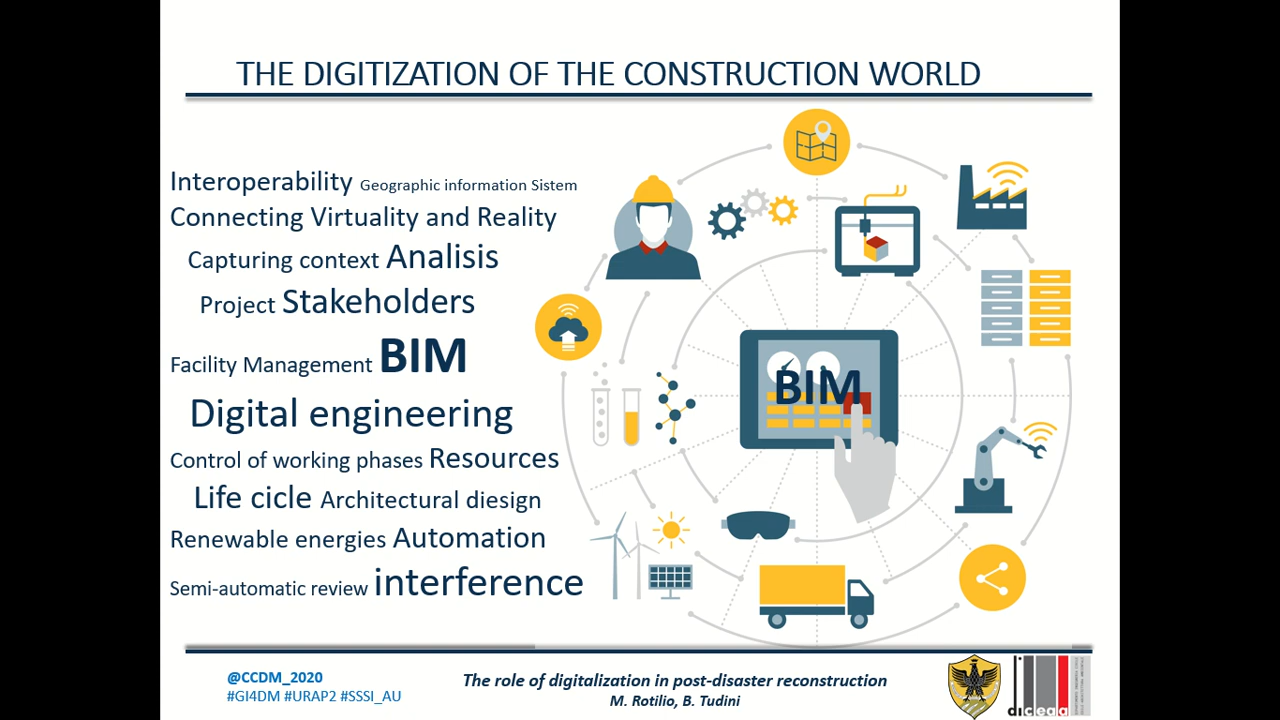 THE DIGITIZATION OF THE CONSTRUCTION WORLD
Interoperability Geographic information Sistem
Connecting Virtuality and Reality
Capturing context Analisis
Project Stakeholders
Facility Management BIM
Digital engineering
Control of working phases Resources
Life cicle Architectural diesign
Renewable energies Automation
Semi-automatic review interference
BIM
@CCDM_2020
#GI4DM #URAP2 #SSSI_AU
The role of digitalization in post-disaster reconstruction
M. Rotilio, B. Tudini
diceaa